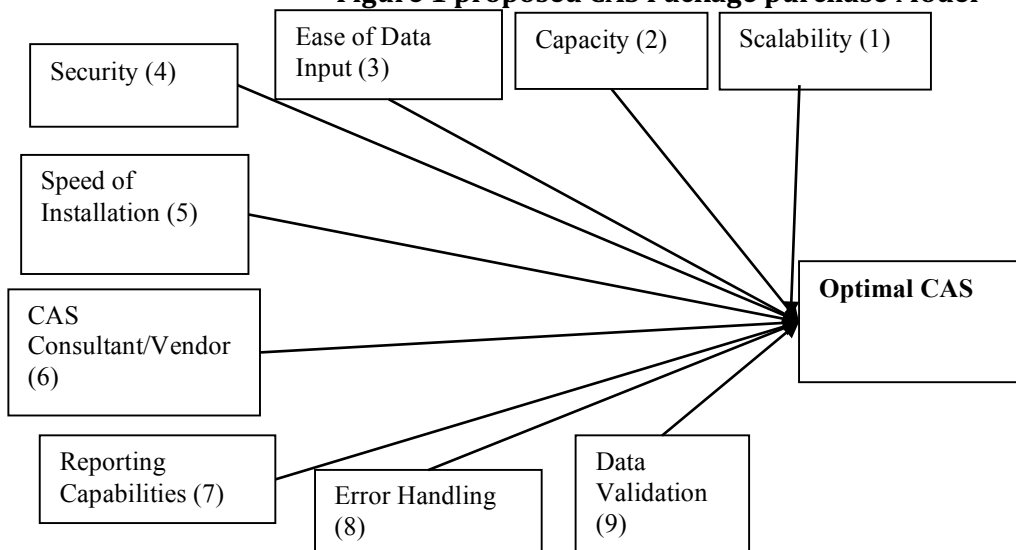 Figure 1 proposed CAS Package purchase Model
Ease of Data
Input (3)
Capacity (2)
Scalability (1)
Security (4)
Speed of
Installation (5)
Optimal CAS
CAS
Consultant/Vendor
(6)
Reporting
Capabilities (7)
Error Handling
(8)
Data
Validation
(9)